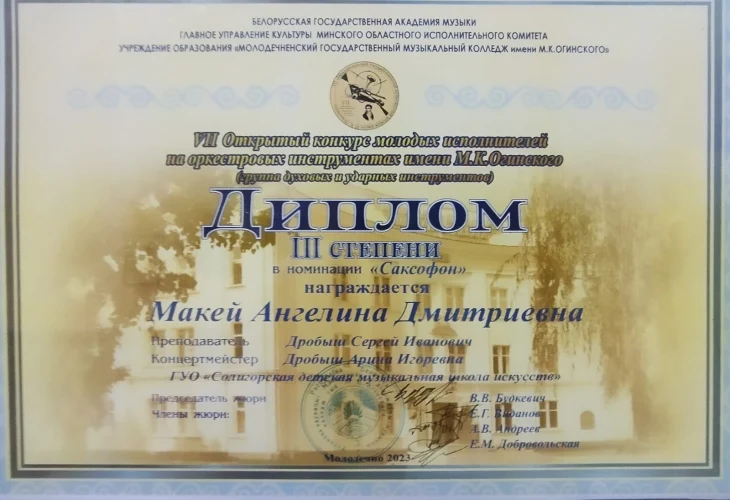 БЕЛОРУССКАЯ ГОСУДАРСТВЕННАЯ АКАДЕМИЯ МУЗЫКИ
ГЛАВНОЕ УПРАВЛЕНИЕ КУЛЬТУРЫ МИНСКОГО ОБЛАСТНОГО ИСПОЛНИТЕЛЬНОГО КОМИТЕТА
УЧРЕЖДЕНИЕ ОБРАЗОВАНИЯ «МОЛОДЕЧНЕНСКИЙ ГОСУДАРСТВЕННЫЙ МУЗЫКАЛЬНЫЙ КОЛЛЕДЖ имени М.К.ОГИНСКОГО»
VII Открытый конкурс молодых исполнителей
на оркестровых инструментах имени М.К.Огинского
(группа духовых и ударных инструментов)
Диплом
III СТЕПЕНИ
в номинации «Саксофон»
награждается
Макей Ангелина Дмитриевна
Преподаватель Дробыш Сергей Иванович
Концертмейстер Дробыш Арина Игоревна
ГУО «Солигорская детская музыкальная школа искусств»
Председатель жюри В.В. Будкевич
Члены жюри: Е.Г. Виданов
А.В. Андреев
Е.М. Добровольская
Молодечно 2023